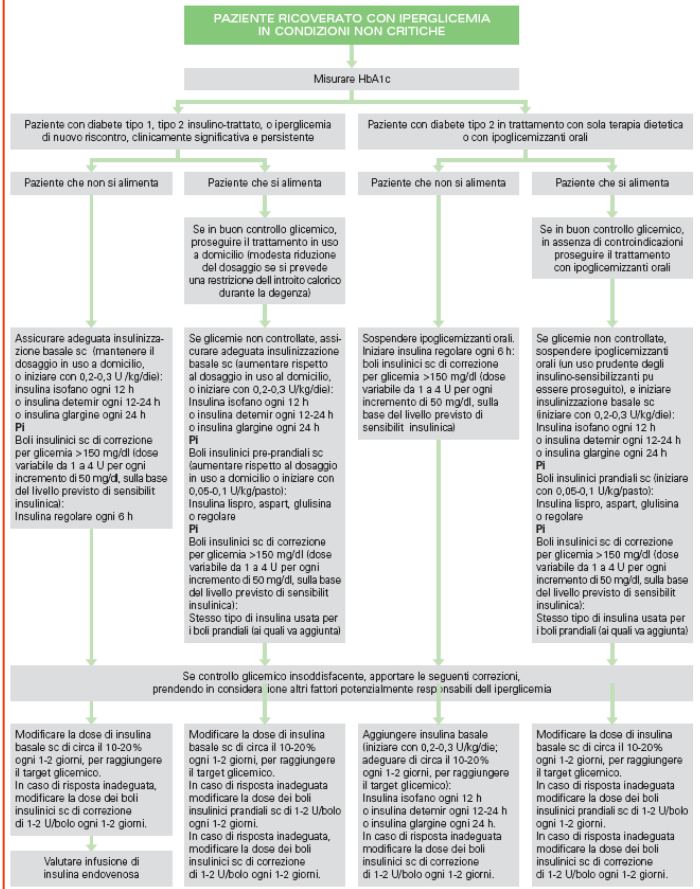 PAZIENTE RICOVERATO CON IPERGLICEMIA
IN CONDIZIONI NON CRITICHE
Misurare HbA1c
Paziente con diabete tipo 1, tipo 2 insulino-trattato, o iperglicemia
di nuovo riscontro, clinicamente significativa e persistente
Paziente con diabete tipo 2 in trattamento con sola terapia dietetica
o con ipoglicemizzanti orali
Paziente che non si alimenta
Paziente che si alimenta
Paziente che non si alimenta
Paziente che si alimenta
Se in buon controllo glicemico,
proseguire il trattamento in uso
a domicilio (modesta riduzione
del dosaggio se si prevede
una restrizione dell introito calorico
durante la degenza)
Se in buon controllo glicemico,
in assenza di controindicazioni
proseguire il trattamento
con ipoglicemizzanti orali
Assicurare adeguata insulinizza-
zione basale sc (mantenere il
dosaggio in uso a domicilio,
o iniziare con 0,2-0,3 U /kg/die):
insulina isofano ogni 12 h
o insulina detemir ogni 12-24 h
o insulina glargine ogni 24 h
Pi
Boli insulinici sc di correzione
per glicemia >150 mg/dl (dose
variabile da 1 a 4 U per ogni
incremento di 50 mg/dl, sulla base
del livello previsto di sensibilit
insulinica):
Insulina regolare ogni 6 h
Se glicemie non controllate, assi-
curare adeguata insulinizzazione
basale sc (aumentare rispetto
al dosaggio in uso al domicilio,
o iniziare con 0,2-0,3 U/kg/die):
Insulina isofano ogni 12 h
o insulina detemir ogni 12-24 h
o insulina glargine ogni 24 h
Pi
Boli insulinici pre-prandiali sc
(aumentare rispetto al dosaggio
in uso a domicilio o iniziare con
0,05-0,1 U/kg/pasto):
Insulina lispro, aspart, glulisina
o regolare
Pi
Boli insulinici sc di correzione
per glicemia >150 mg/dl (dose
variabile da 1 a 4 U per ogni
incremento di 50 mg/dl, sulla base
del livello previsto di sensibilit
insulinica):
Stesso tipo di insulina usata per
i boli prandiali (ai quali va aggiunta)
Sospendere ipoglicemizzanti orali.
Iniziare insulina regolare ogni 6 h:
boli insulinici sc di correzione
per glicemia >150 mg/dl (dose
variabile da 1 a 4 U per ogni
incremento di 50 mg/dl, sulla
base del livello previsto di
sensibilit insulinica)
Se glicemie non controllate,
sospendere ipoglicemizzanti
orali (un uso prudente degli
insulino-sensibilizzanti pu
essere proseguito), e iniziare
insulinizzazione basale sc
(iniziare con 0,2-0,3 U/kg/die):
Insulina isofano ogni 12 h
o insulina detemir ogni 12-24 h
o insulina glargine ogni 24 h
Pi
Boli insulinici prandiali sc (iniziare
con 0,05-0,1 U/kg/pasto):
Insulina lispro, aspart, glulisina
o regolare
Pi
Boli insulinici sc di correzione
per glicemia >150 mg/dl (dose
variabile da 1 a 4 U per ogni
incremento di 50 mg/dl, sulla base
del livello previsto di sensibilit
insulinica):
Stesso tipo di insulina usata per
i boli prandiali (ai quali va aggiunta)
Se controllo glicemico insoddisfacente, apportare le seguenti correzioni,
prendendo in considerazione altri fattori potenzialmente responsabili dell iperglicemia
Modificare la dose di insulina
basale sc di circa il 10-20%
ogni 1-2 giorni, per raggiungere
il target glicemico.
In caso di risposta inadeguata,
modificare la dose dei boli
insulinici sc di correzione
di 1-2 U/bolo ogni 1-2 giorni.
Valutare infusione di
insulina endovenosa
Modificare la dose di insulina
basale sc di circa il 10-20%
ogni 1-2 giorni, per raggiungere
il target glicemico.
In caso di risposta inadeguata
modificare la dose dei boli
insulinici prandiali sc di 1-2 U/bolo
ogni 1-2 giorni.
In caso di risposta inadeguata,
modificare la dose dei boli
insulinici sc di correzione
di 1-2 U/bolo ogni 1-2 giorni.
Aggiungere insulina basale
(iniziare con 0,2-0,3 U/kg/die;
adeguare di circa il 10-20%
ogni 1-2 giorni, per raggiungere
il target glicemico):
Insulina isofano ogni 12 h
o insulina detemir ogni 12-24 h
o insulina glargine ogni 24 h.
In caso di risposta inadeguata
modificare la dose dei boli
insulinici sc di correzione
di 1-2 U/bolo ogni 1-2 giorni.
Modificare la dose di insulina
basale sc di circa il 10-20%
ogni 1-2 giorni, per raggiungere
il target glicemico.
In caso di risposta inadeguata
modificare la dose dei boli
insulinici prandiali sc di 1-2 U/bolo
ogni 1-2 giorni.
In caso di risposta inadeguata
modificare la dose dei boli
insulinici sc di correzione
di 1-2 U/bolo ogni 1-2 giorni.